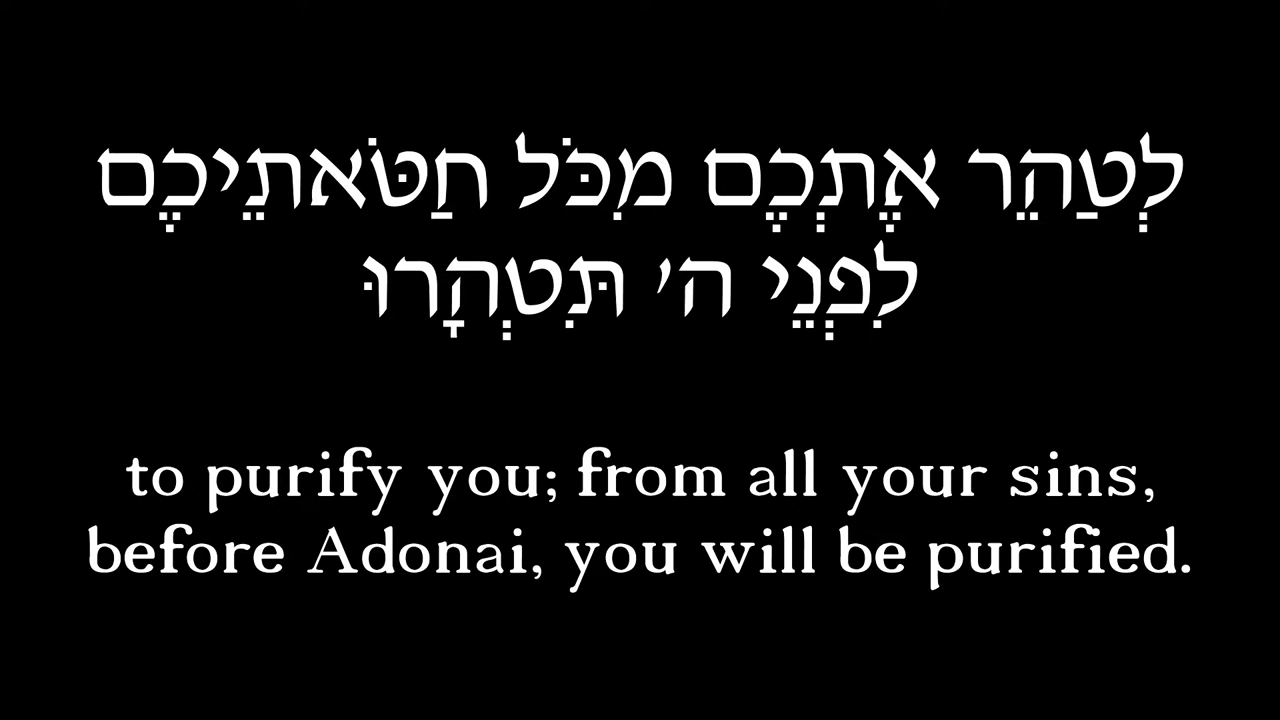 לְטַהֵר אֶתְכֶם מִכֹּל חַטֹּאתֵיכֶם
לִפְנֵי ה׳ תִּטְהָרוּ
to purify you; from all your sins,
before Adonai, you will be purified.